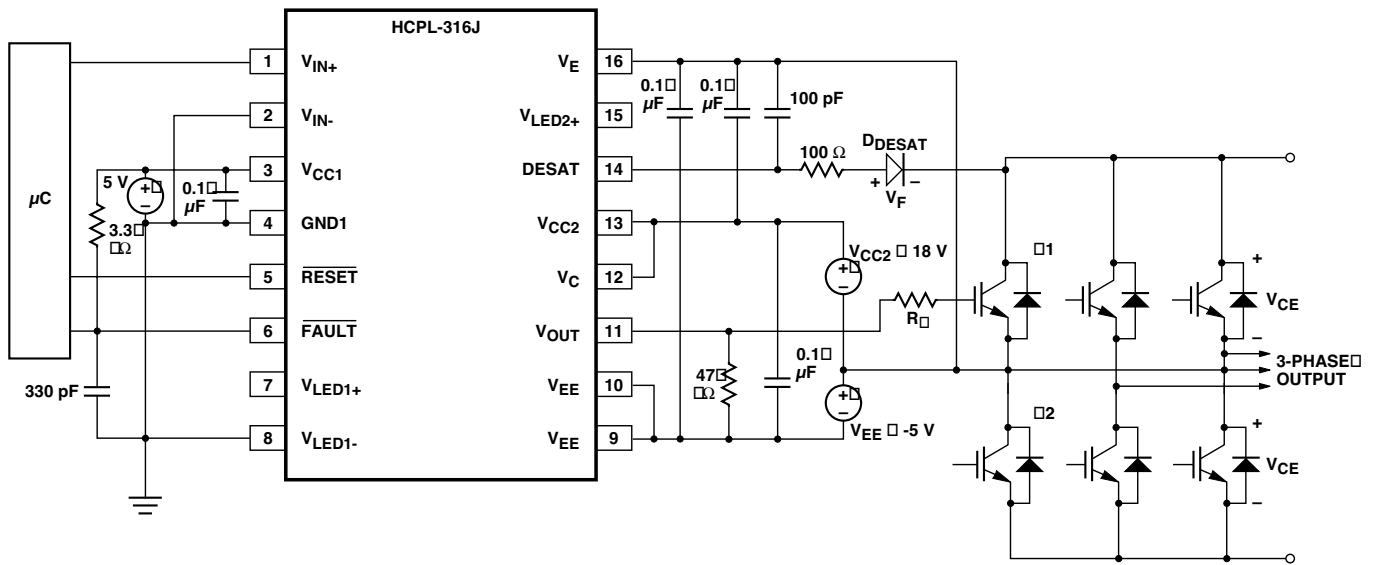 HCPL-316J
µC
1
VIN+
2
VIN-
3
VCC1
4
GND1
5
RESET
6
FAULT
7
VLED1+
8
VLED1-
16
VE
15
VLED2+
14
DESAT
13
VCC2
12
VC
11
VOUT
10
VEE
9
VEE
5 V
+
–
0.1□
µF
3.3□
□Ω
330 pF
0.1□
µF
0.1□
µF
100 pF
100 Ω
DDESAT
+
VF
–
VCC2 □ 18 V
+
–
R□
47□
□Ω
0.1□
µF
+
–
VEE □ -5 V
□1
□2
+
VCE
–
3-PHASE□
OUTPUT
+
VCE
–